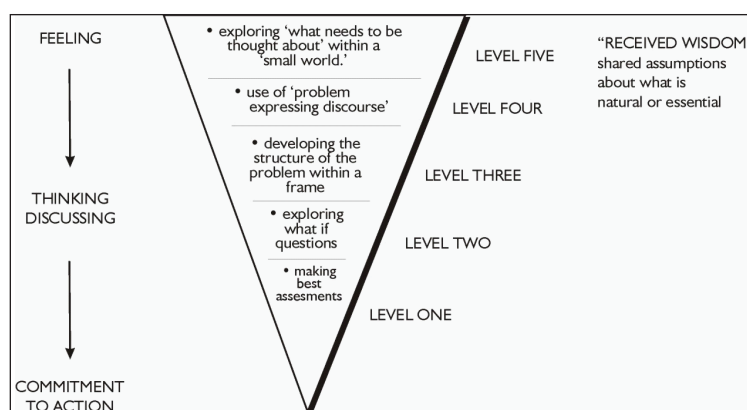 FEELING
THINKING
DISCUSSING
COMMITMENT
TO ACTION
• exploring ‘what needs to be
thought about’ within a
‘small world.’
• use of ‘problem
expressing discourse’
• developing the
structure of the
problem within a
frame
• exploring
what if
questions
• making
best
assesments
LEVEL FIVE
LEVEL FOUR
LEVEL THREE
LEVEL TWO
LEVEL ONE
“RECEIVED WISDOM
shared assumptions
about what is
natural or essential